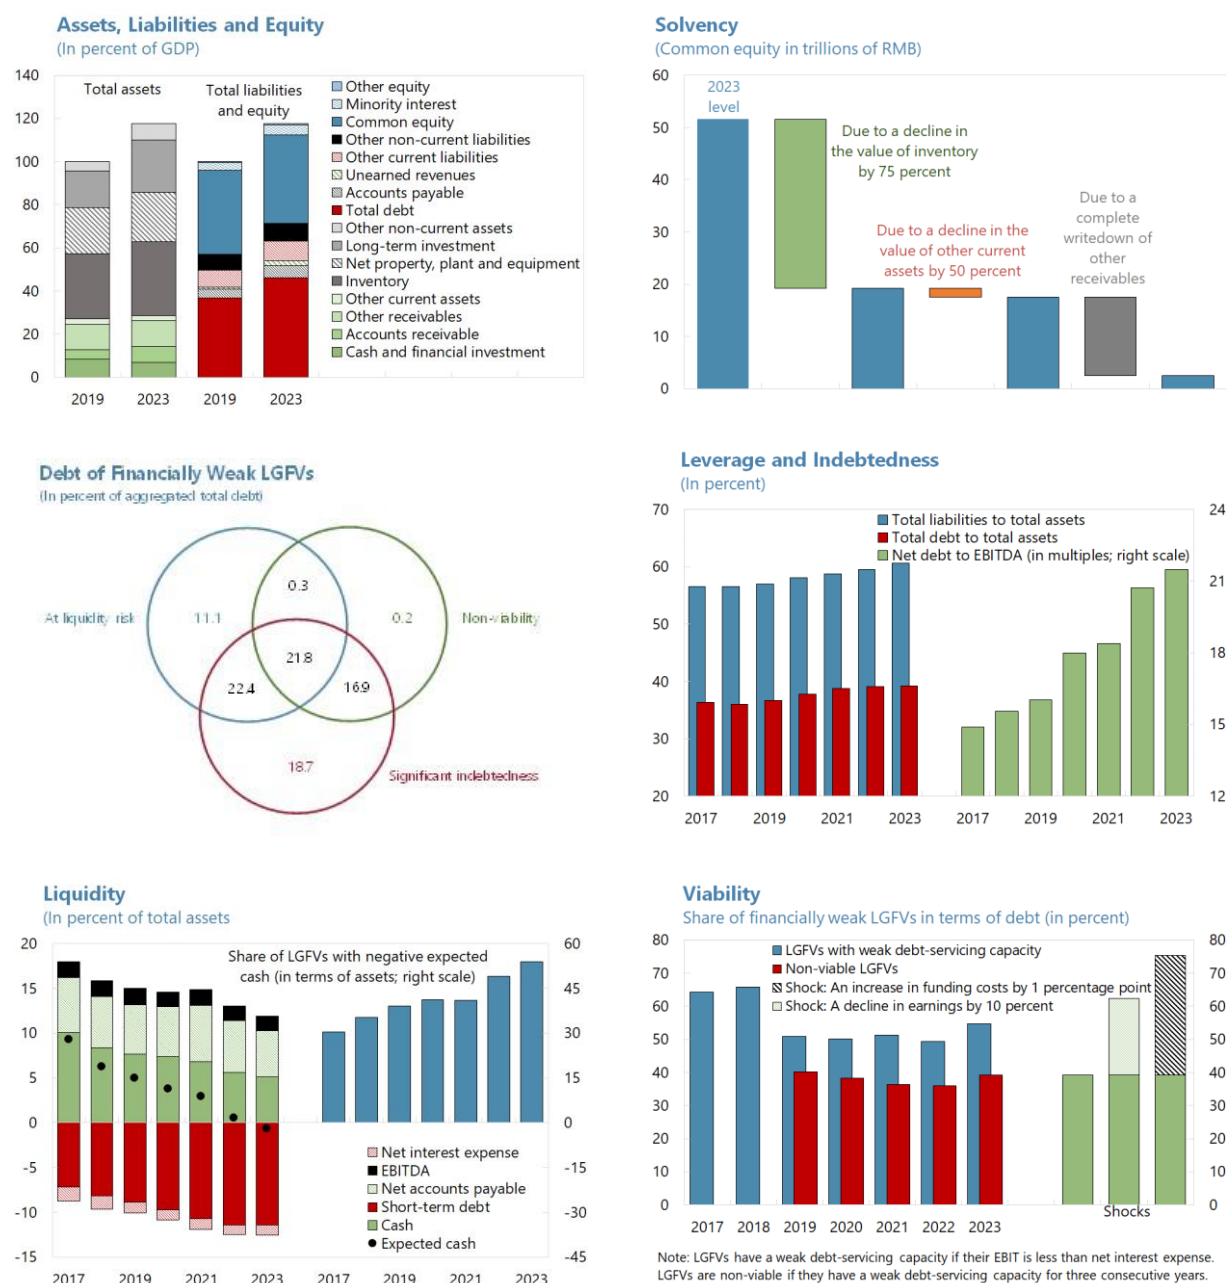 Assets, Liabilities and Equity
(In percent of GDP)
140
120
100
80
60
40
20
0
Total assets
Total liabilities
and equity
Other equity
Minority interest
Common equity
Other non-current liabilities
Other current liabilities
Unearned revenues
Accounts payable
Total debt
Other non-current assets
Long-term investment
Net property, plant and equipment
Inventory
Other current assets
Other receivables
Accounts receivable
Cash and financial investment
2019 2023 2019 2023
Solvency
(Common equity in trillions of RMB)
60
50
40
30
20
10
0
2023
level
Due to a decline in
the value of inventory
by 75 percent
Due to a decline in the
value of other current
assets by 50 percent
Due to a
complete
writedown of
other
receivables
Debt of Financially Weak LGFVs
(In percent of aggregated total debt)
At liquidity risk
11.1
0.3
0.2
Non-viability
21.8
22.4
16.9
18.7
Significant indebtedness
Leverage and Indebtedness
(In percent)
70
60
50
40
30
20
Total liabilities to total assets
Total debt to total assets
Net debt to EBITDA (in multiples; right scale)
24
21
18
15
12
2017 2019 2021 2023 2017 2019 2021 2023
Liquidity
(In percent of total assets
20
15
10
5
0
-5
-10
-15
Share of LGFVs with negative expected
cash (in terms of assets; right scale)
60
45
30
15
0
-15
-30
-45
Net interest expense
EBITDA
Net accounts payable
Short-term debt
Cash
Expected cash
2017 2019 2021 2023 2017 2019 2021 2023
Viability
Share of financially weak LGFVs in terms of debt (in percent)
80
70
60
50
40
30
20
10
0
LGFVs with weak debt-servicing capacity
Non-viable LGFVs
Shock: An increase in funding costs by 1 percentage point
Shock: A decline in earnings by 10 percent
80
70
60
50
40
30
20
10
0
2017 2018 2019 2020 2021 2022 2023
Shocks
Note: LGFVs have a weak debt-servicing capacity if their EBIT is less than net interest expense.
LGFVs are non-viable if they have a weak debt-servicing capacity for three consecutive years.